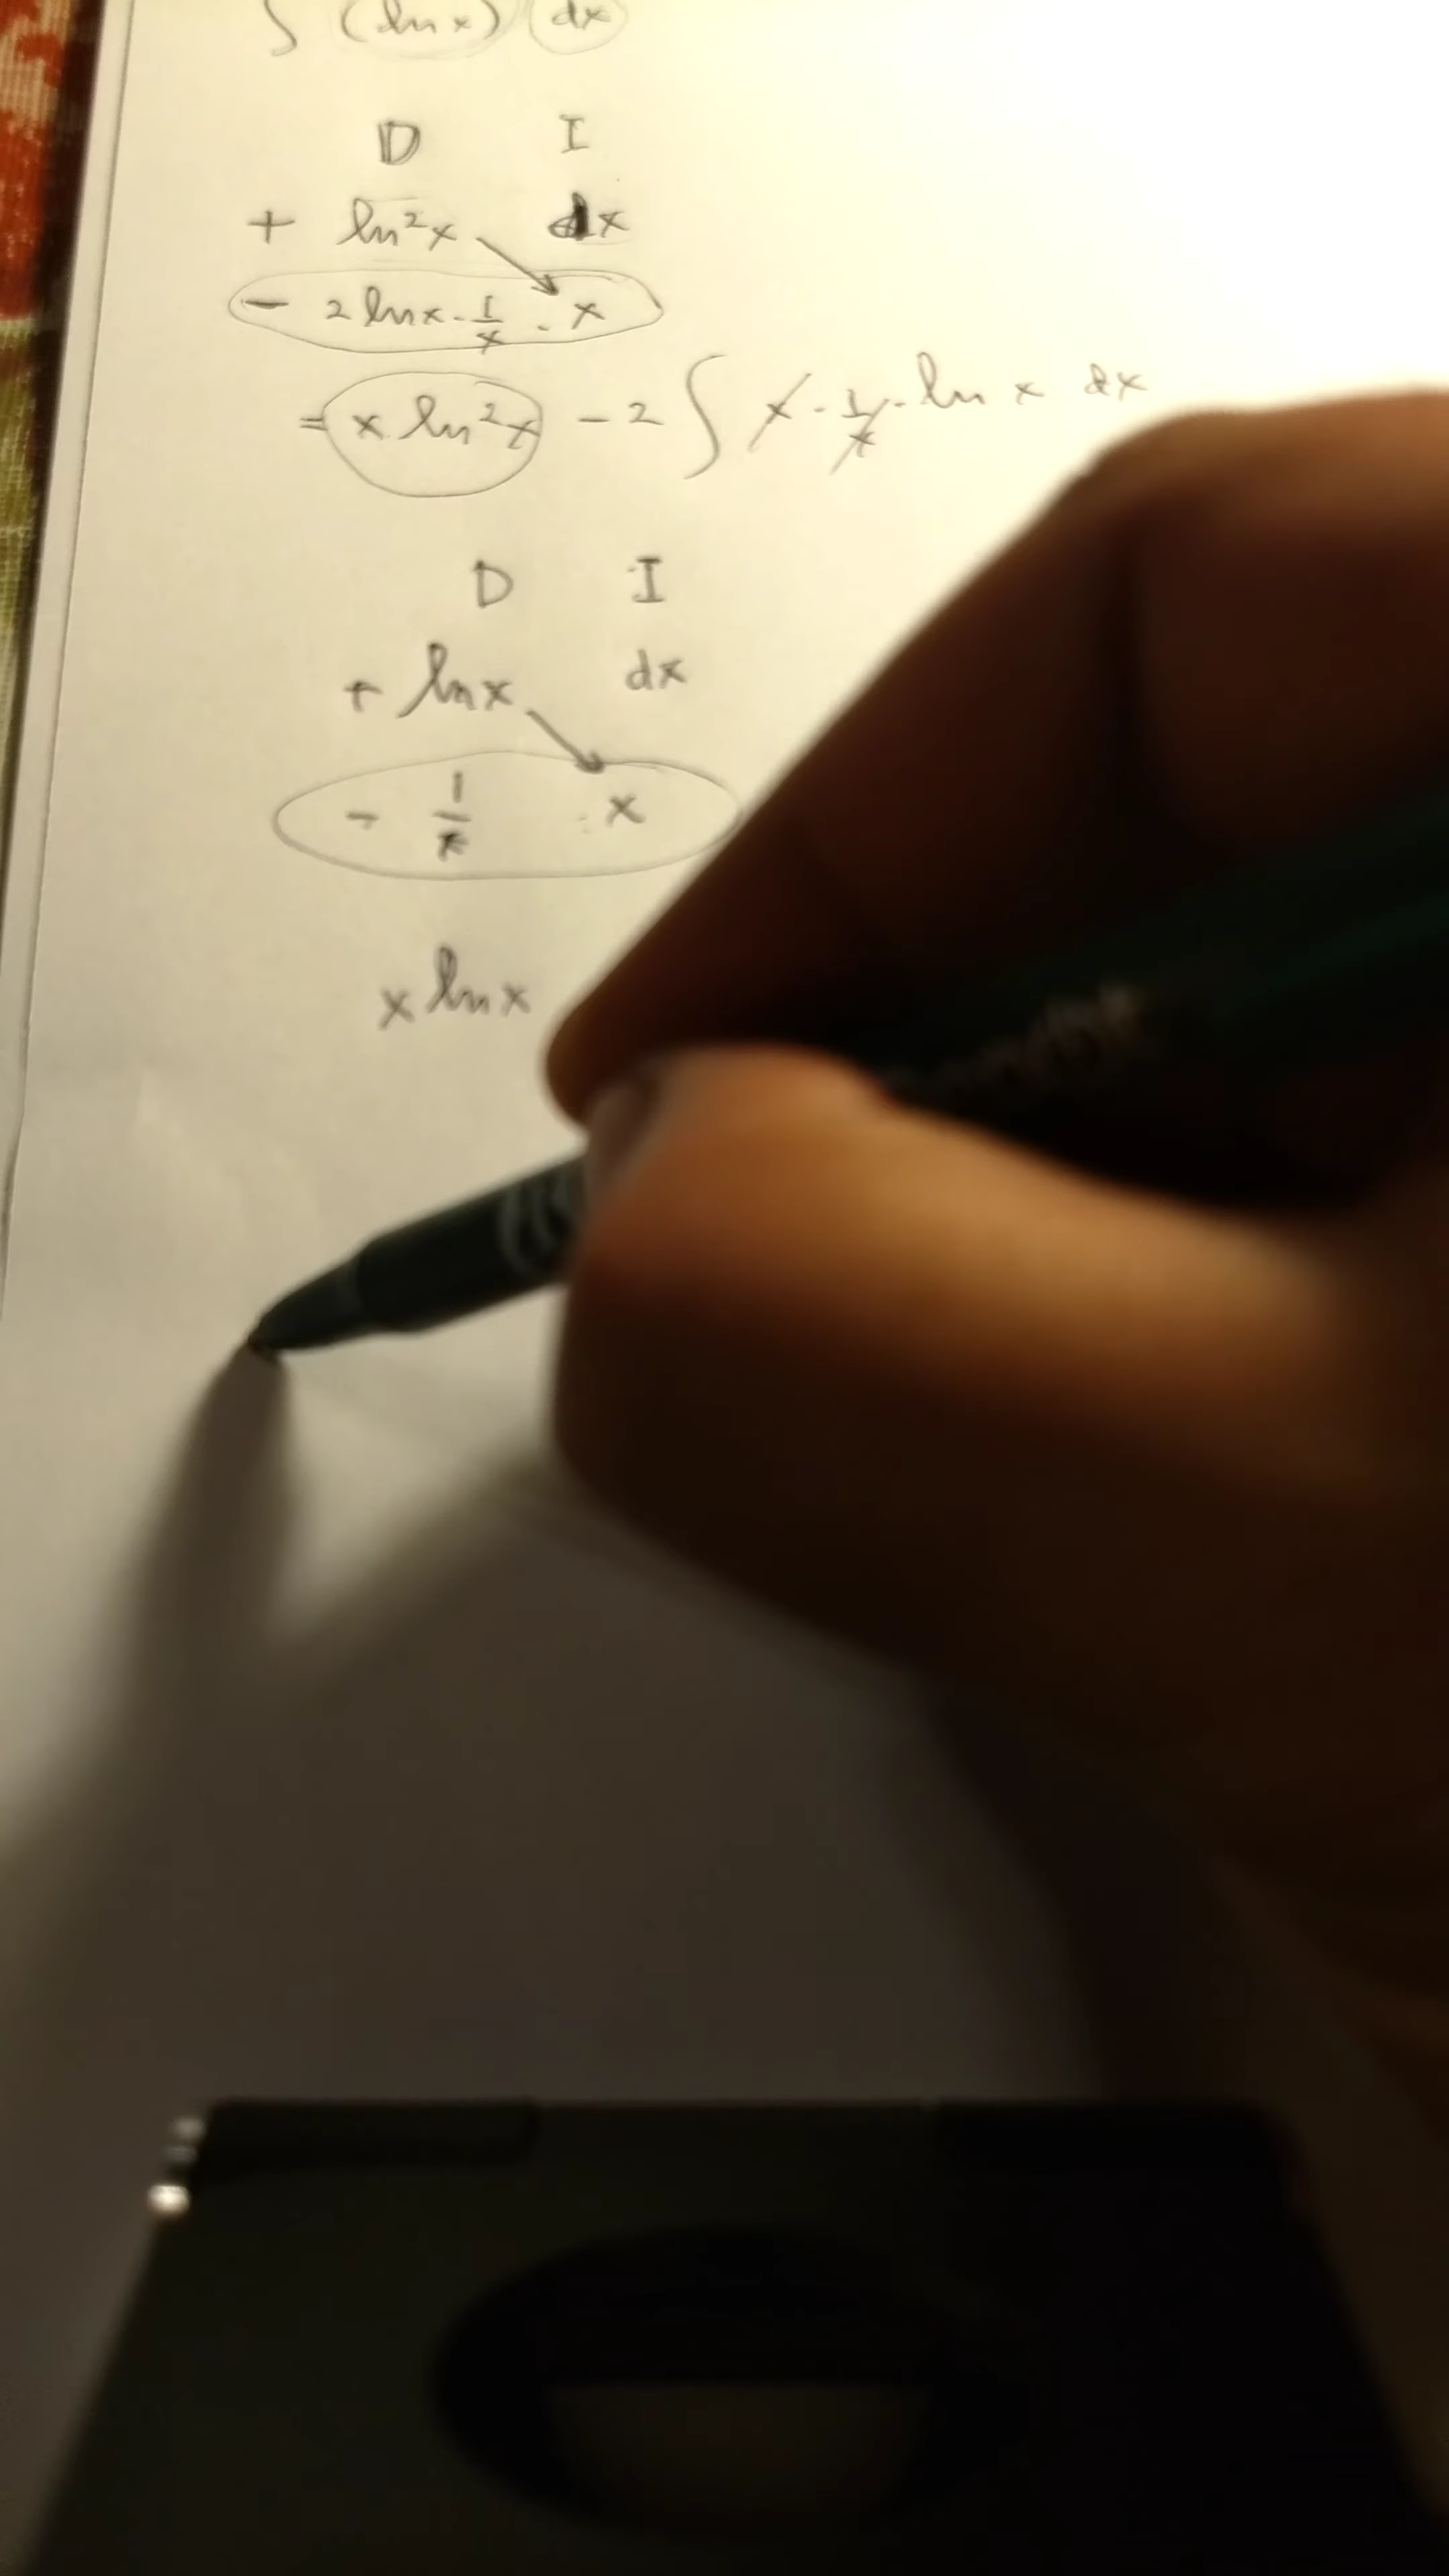 ∫ (ln x) dx
D I
+ ln²x dx
− 2 ln x · 1/x · x
= x ln²x − 2 ∫ x · 1/x · ln x dx
D I
+ ln x dx
− 1/x · x
x ln x